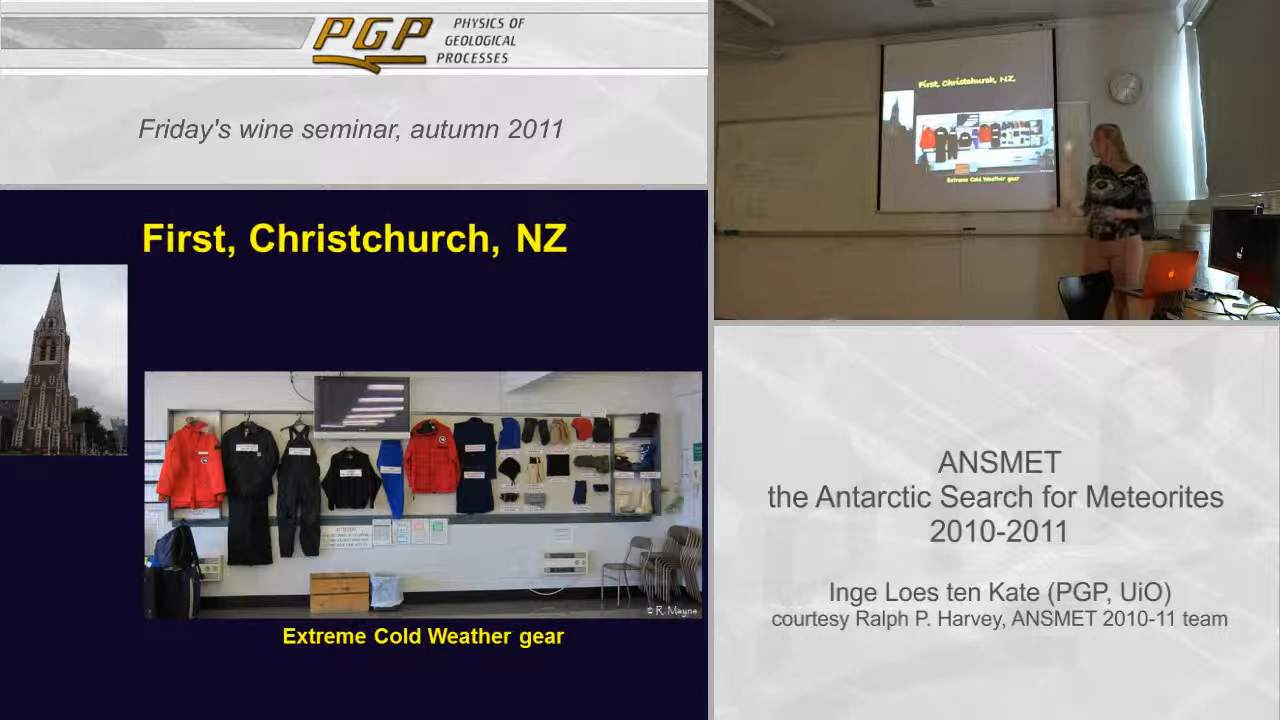 PGP
PHYSICS OF
GEOLOGICAL
PROCESSES
Friday's wine seminar, autumn 2011
First, Christchurch, NZ
© R. Mayne
Extreme Cold Weather gear
First, Christchurch, NZ
Extreme Cold Weather gear
ANSMET
the Antarctic Search for Meteorites
2010-2011
Inge Loes ten Kate (PGP, UiO)
courtesy Ralph P. Harvey, ANSMET 2010-11 team